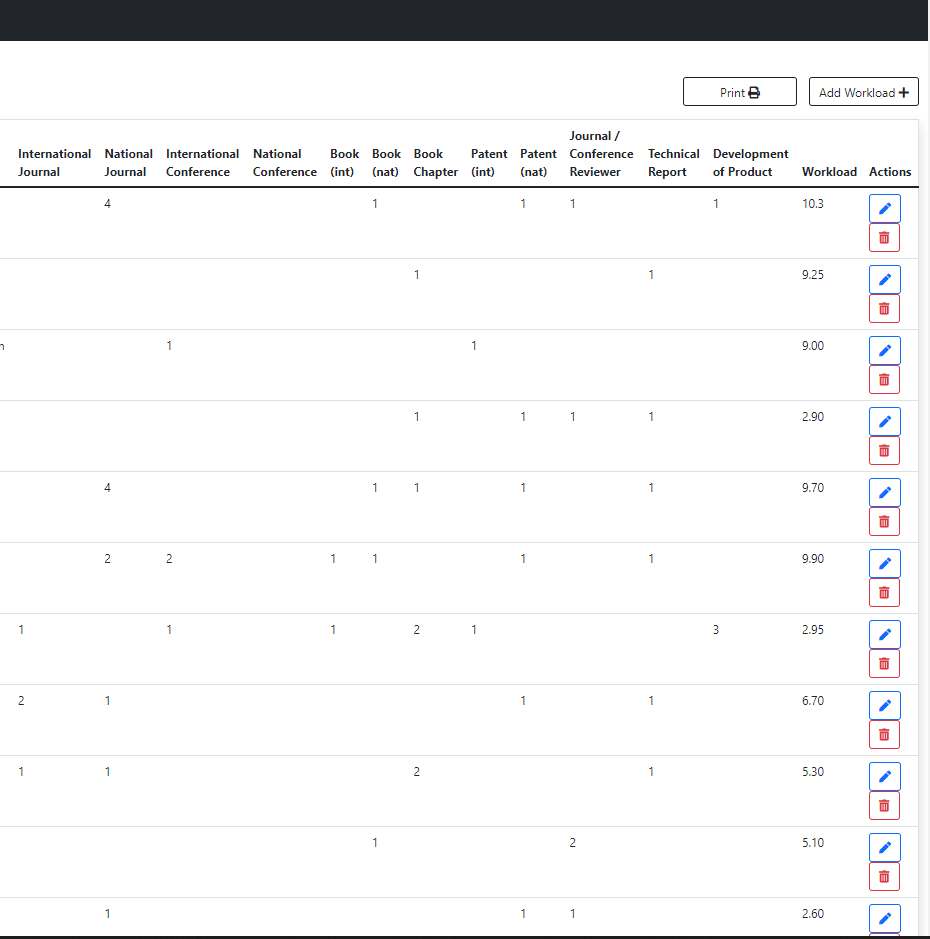 Print
Add Workload
International Journal National Journal International Conference National Conference Book (int) Book (nat) Book Chapter Patent (int) Patent (nat) Journal / Conference Reviewer Technical Report Development of Product Workload Actions
4 1 1 1 1 10.3
1 1 9.25
n 1 1 9.00
1 1 1 1 2.90
4 1 1 1 1 9.70
2 2 1 1 1 1 9.90
1 1 1 2 1 3 2.95
2 1 1 1 6.70
1 1 2 1 5.30
1 2 5.10
1 1 1 2.60